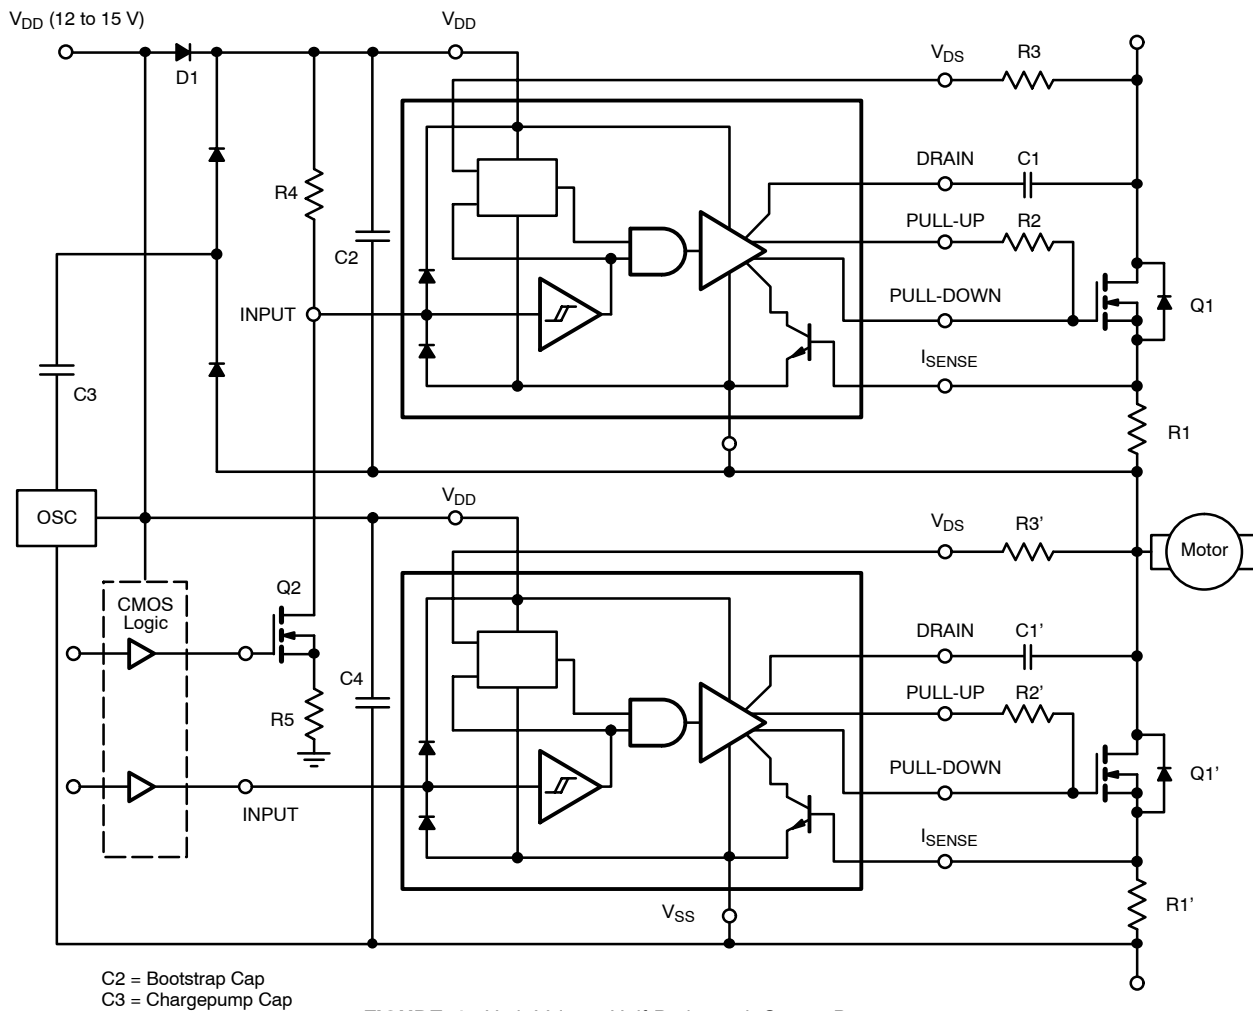 V_DD (12 to 15 V)
V_DD
D1
V_DS
R3
DRAIN
C1
R4
PULL-UP
R2
C2
INPUT
PULL-DOWN
Q1
I_SENSE
C3
R1
V_DD
OSC
V_DS
R3’
Motor
Q2
CMOS
Logic
DRAIN
C1’
C4
PULL-UP
R2’
R5
PULL-DOWN
Q1’
INPUT
I_SENSE
V_SS
R1’
C2 = Bootstrap Cap
C3 = Chargepump Cap